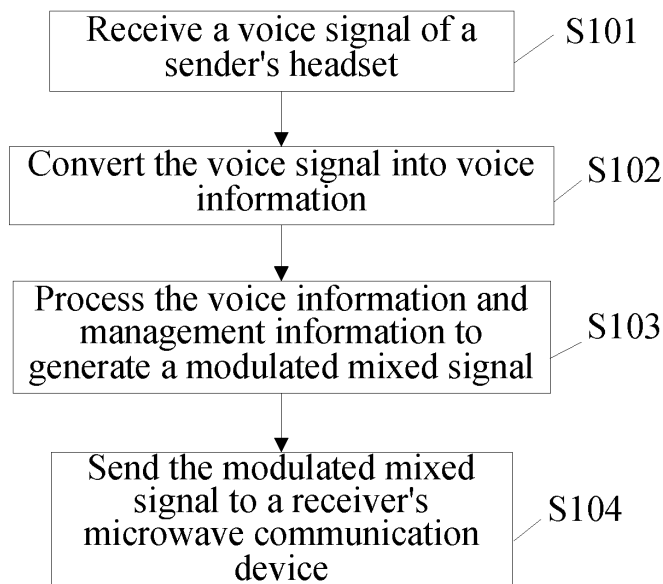 Receive a voice signal of a
sender's headset
S101
Convert the voice signal into voice
information
S102
Process the voice information and
management information to
generate a modulated mixed signal
S103
Send the modulated mixed
signal to a receiver's
microwave communication
device
S104